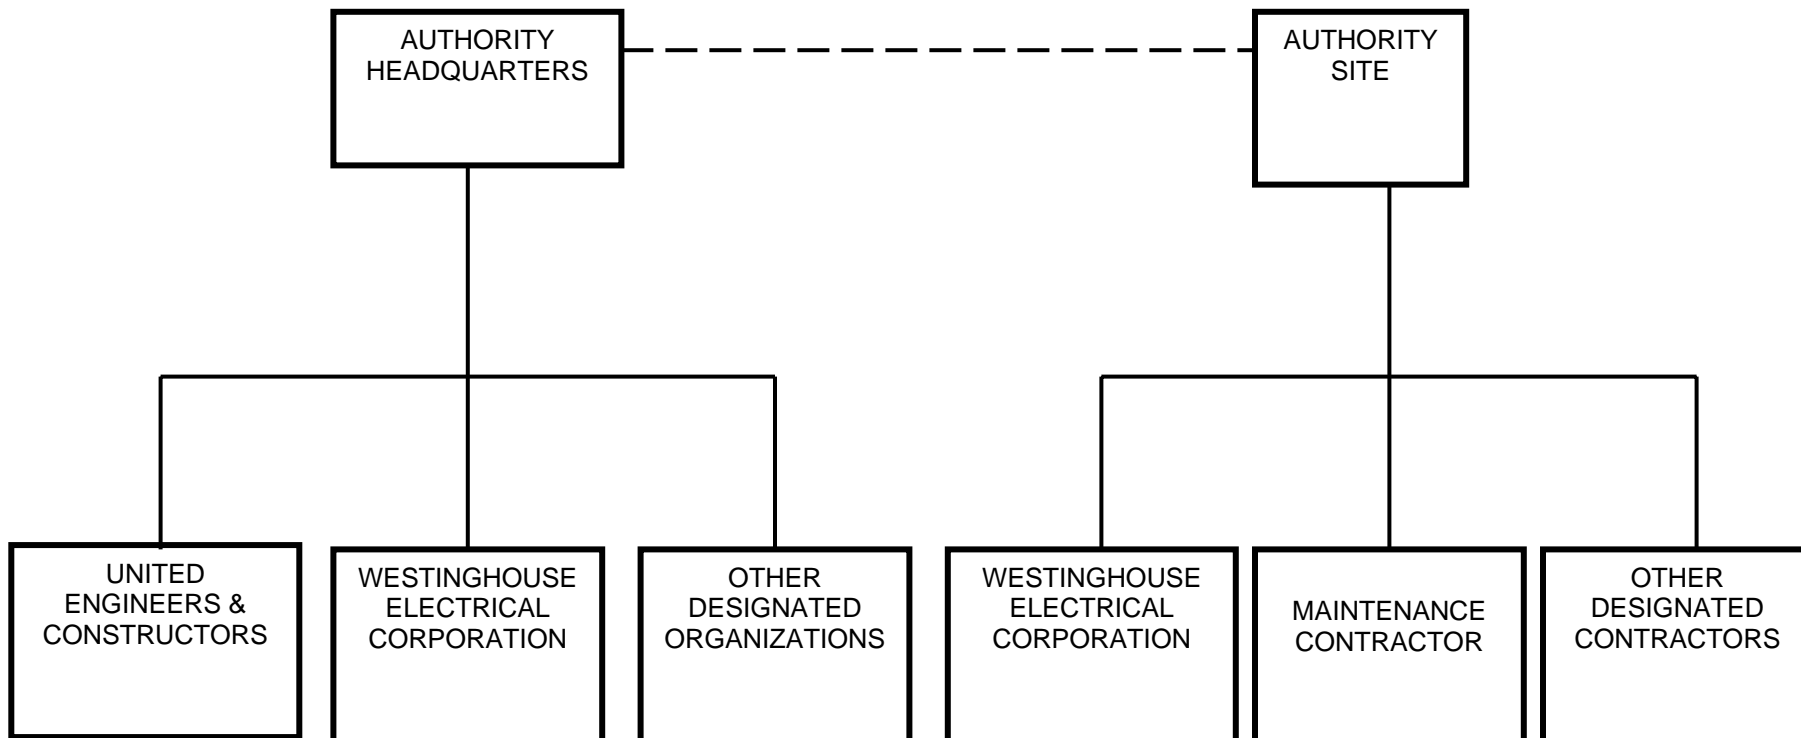 AUTHORITY
HEADQUARTERS
AUTHORITY
SITE
UNITED
ENGINEERS &
CONSTRUCTORS
WESTINGHOUSE
ELECTRICAL
CORPORATION
OTHER
DESIGNATED
ORGANIZATIONS
WESTINGHOUSE
ELECTRICAL
CORPORATION
MAINTENANCE
CONTRACTOR
OTHER
DESIGNATED
CONTRACTORS